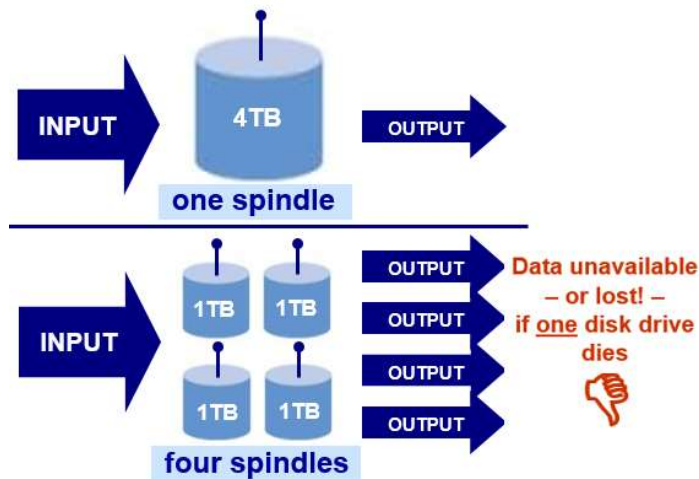 INPUT
4TB
OUTPUT
one spindle
INPUT
1TB
1TB
1TB
1TB
four spindles
OUTPUT
OUTPUT
OUTPUT
OUTPUT
Data unavailable
– or lost! –
if one disk drive
dies